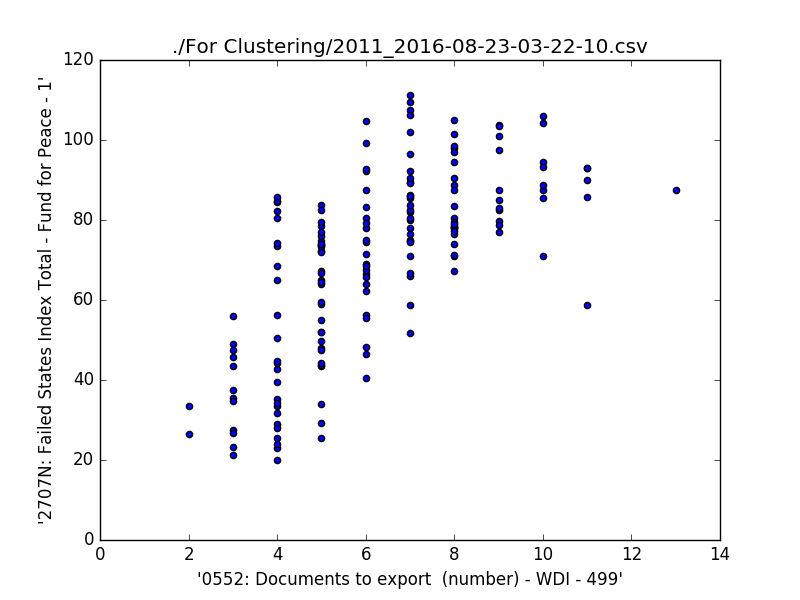 ./For Clustering/2011_2016-08-23-03-22-10.csv
120
100
80
60
40
20
0
'2707N: Failed States Index Total - Fund for Peace - 1'
0 2 4 6 8 10 12 14
'0552: Documents to export  (number) - WDI - 499'